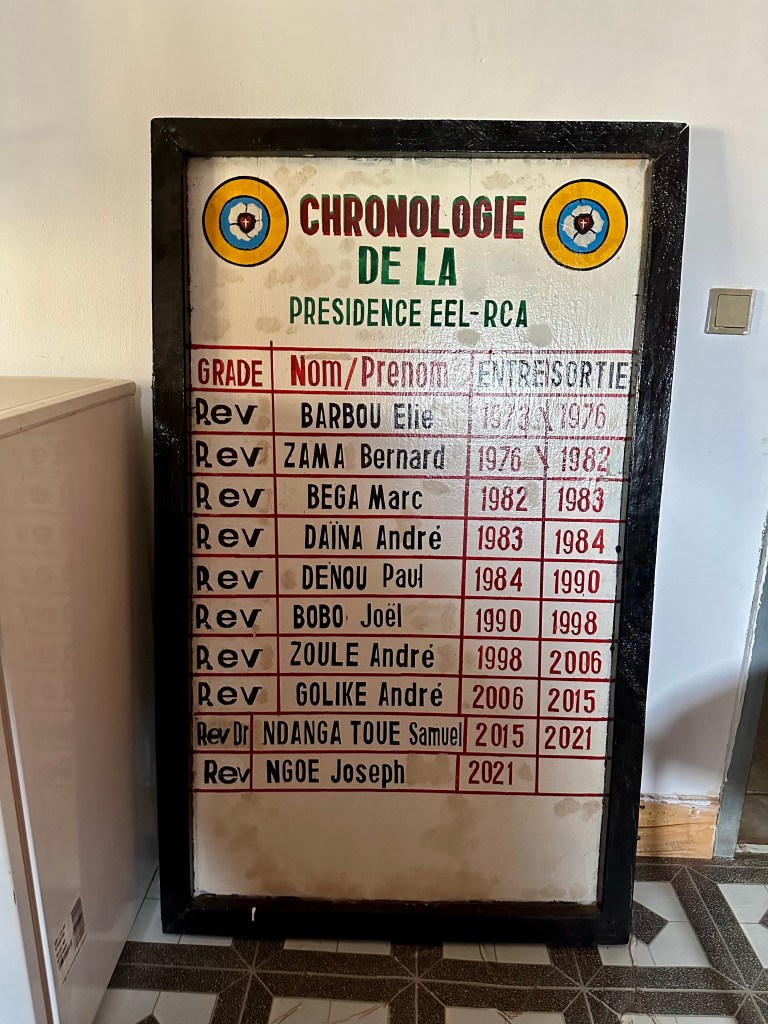 CHRONOLOGIE
DE LA
PRESIDENCE EEL-RCA
GRADE Nom/Prenom ENTRE SORTIE
Rev BARBOU Elie 1973 1976
Rev ZAMA Bernard 1976 1982
Rev BEGA Marc 1982 1983
Rev DAÏNA André 1983 1984
Rev DENOU Paul 1984 1990
Rev BOBO Joël 1990 1998
Rev ZOULE André 1998 2006
Rev GOLIKE André 2006 2015
Rev Dr NDANGA TOUE Samuel 2015 2021
Rev NGOE Joseph 2021